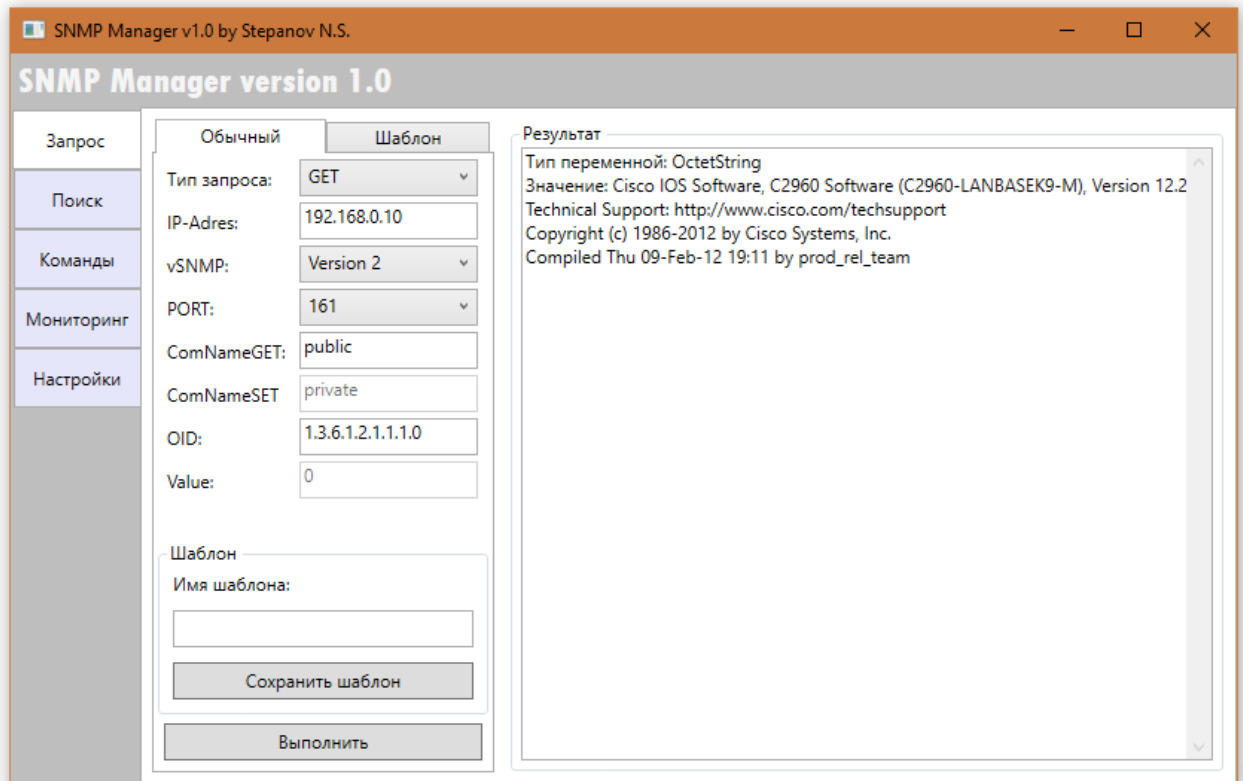 SNMP Manager v1.0 by Stepanov N.S.
SNMP Manager version 1.0
Запрос
Поиск
Команды
Мониторинг
Настройки
Обычный
Шаблон
Тип запроса: GET
IP-Adres: 192.168.0.10
vSNMP: Version 2
PORT: 161
ComNameGET: public
ComNameSET private
OID: 1.3.6.1.2.1.1.1.0
Value: 0
Шаблон
Имя шаблона:
Сохранить шаблон
Выполнить
Результат
Тип переменной: OctetString
Значение: Cisco IOS Software, C2960 Software (C2960-LANBASEK9-M), Version 12.2
Technical Support: http://www.cisco.com/techsupport
Copyright (c) 1986-2012 by Cisco Systems, Inc.
Compiled Thu 09-Feb-12 19:11 by prod_rel_team